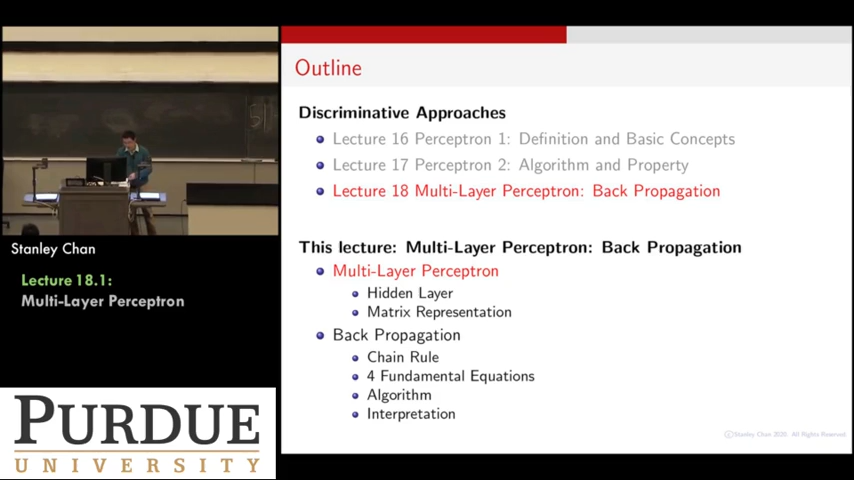 Outline
Discriminative Approaches
Lecture 16 Perceptron 1: Definition and Basic Concepts
Lecture 17 Perceptron 2: Algorithm and Property
Lecture 18 Multi-Layer Perceptron: Back Propagation
This lecture: Multi-Layer Perceptron: Back Propagation
Multi-Layer Perceptron
Hidden Layer
Matrix Representation
Back Propagation
Chain Rule
4 Fundamental Equations
Algorithm
Interpretation
©Stanley Chan 2020. All Rights Reserved
Stanley Chan
Lecture 18.1:
Multi-Layer Perceptron
PURDUE
UNIVERSITY